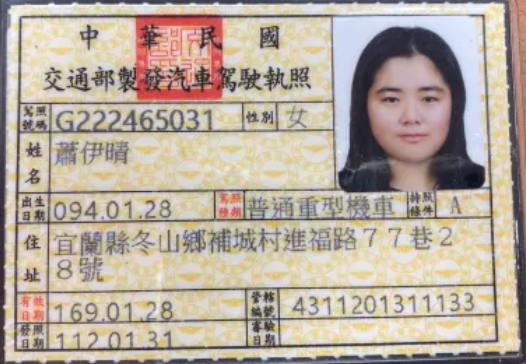 中華民國
交通部製發汽車駕駛執照
駕照號碼 G222465031 性別 女
姓名 蕭伊晴
出生日期 094.01.28 駕照種類 普通重型機車 持照條件 A
住址 宜蘭縣冬山鄉補城村進福路77巷2
8號
有效日期 169.01.28 管轄編號 4311201311133
發照日期 112.01.31 審驗日期